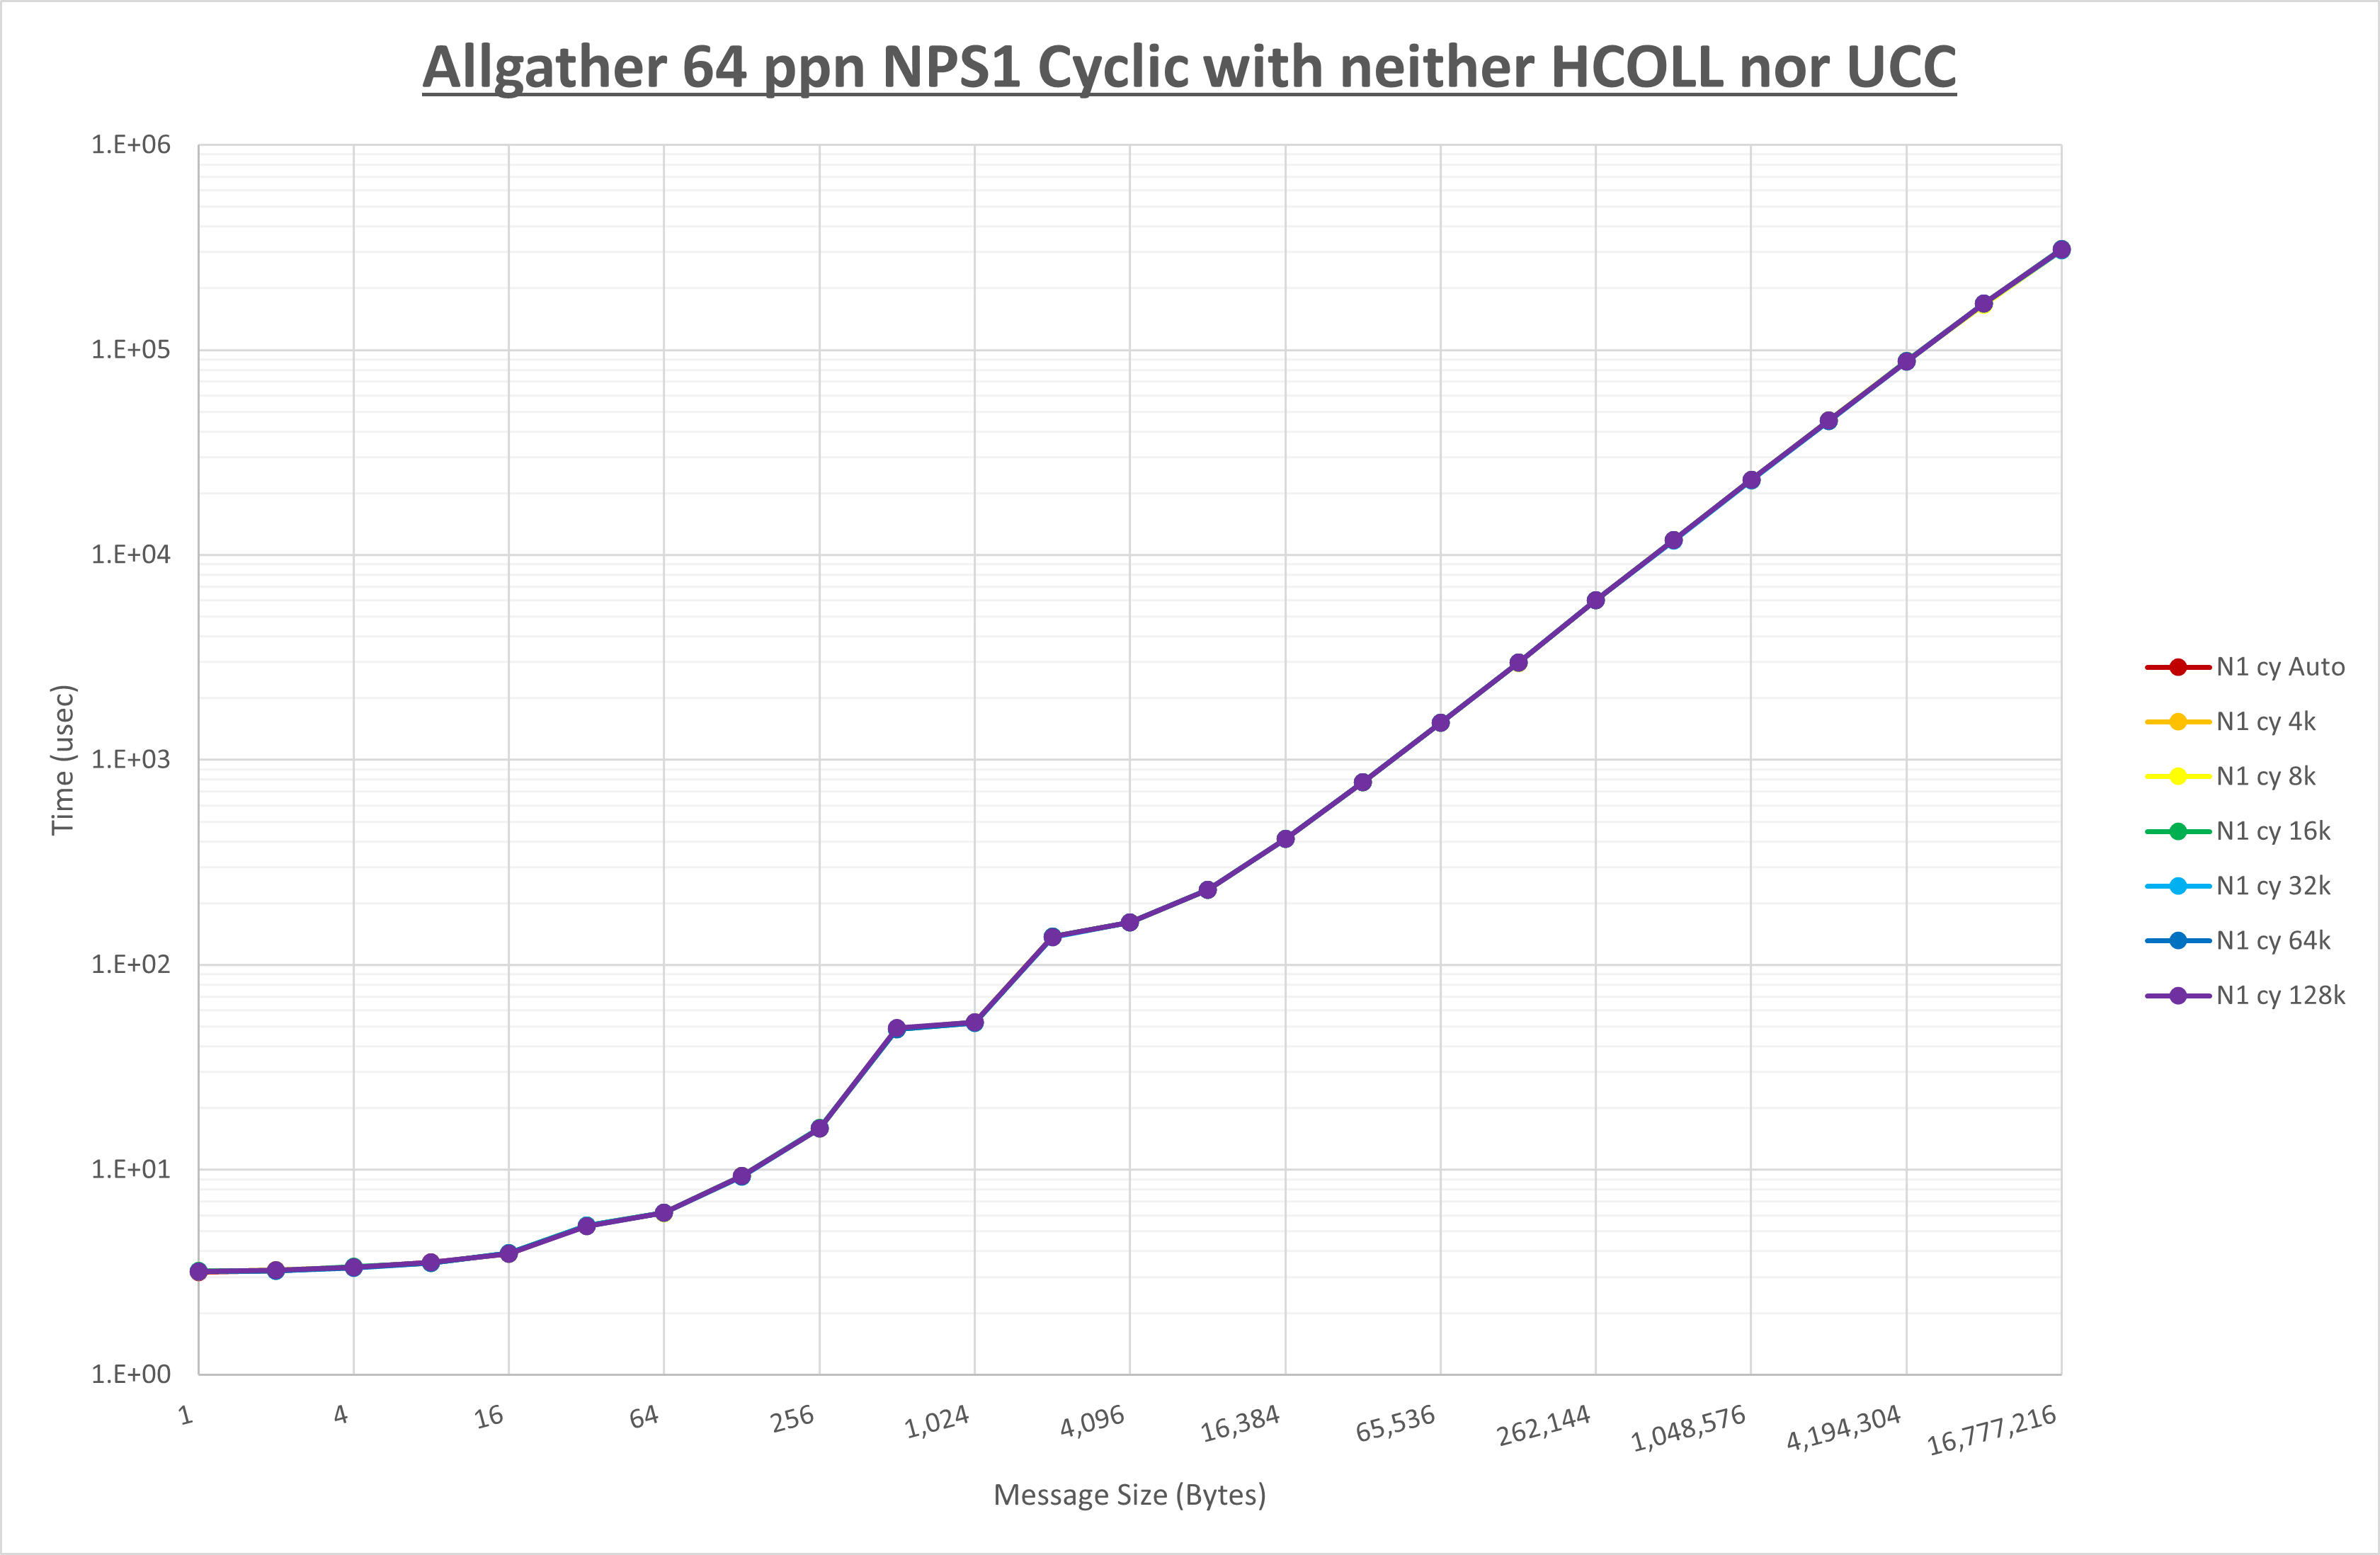 Allgather 64 ppn NPS1 Cyclic with neither HCOLL nor UCC
1.E+06
1.E+05
1.E+04
1.E+03
1.E+02
1.E+01
1.E+00
Time (usec)
1
4
16
64
256
1,024
4,096
16,384
65,536
262,144
1,048,576
4,194,304
16,777,216
Message Size (Bytes)
N1 cy Auto
N1 cy 4k
N1 cy 8k
N1 cy 16k
N1 cy 32k
N1 cy 64k
N1 cy 128k